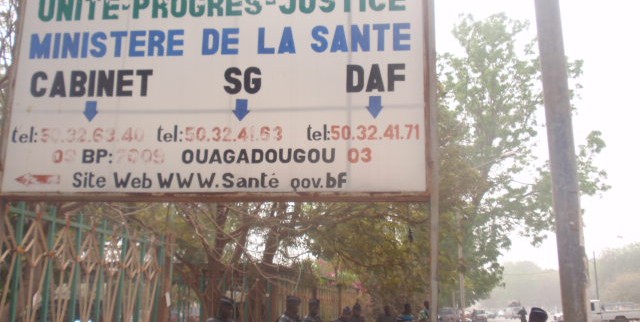 UNITE-PROGRES-JUSTICE
MINISTERE DE LA SANTE
CABINET SG DAF
tel:50.32.63.40 tel:50.32.41.63 tel:50.32.41.71
03 BP:7009 OUAGADOUGOU 03
Site Web WWW.Santé gov.bf